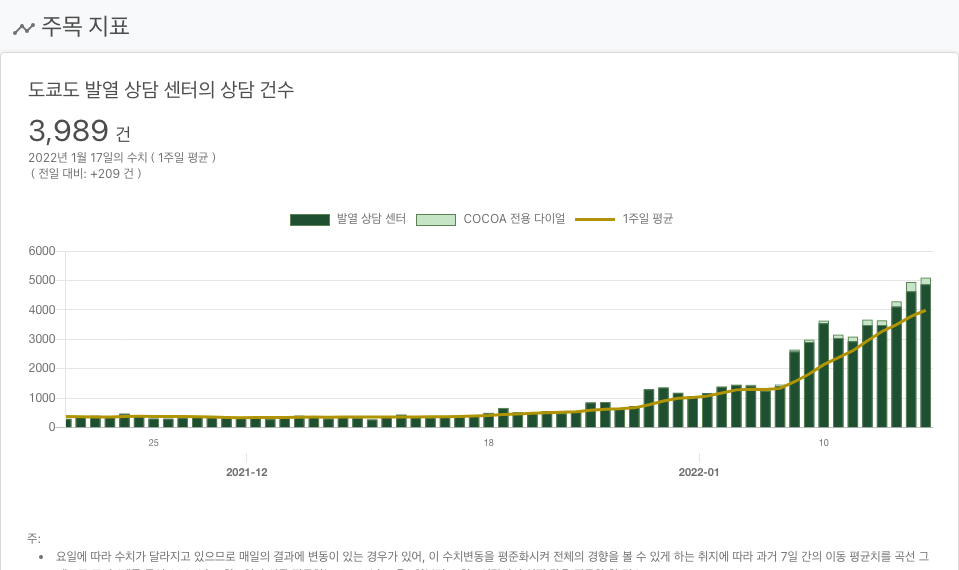 주목 지표
도쿄도 발열 상담 센터의 상담 건수
3,989 건
2022년 1월 17일의 수치 ( 1주일 평균 )
( 전일 대비: +209 건 )
발열 상담 센터 COCOA 전용 다이얼 1주일 평균
6000
5000
4000
3000
2000
1000
0
25 18 10
2021-12 2022-01
주:
• 요일에 따라 수치가 달라지고 있으므로 매일의 결과에 변동이 있는 경우가 있어, 이 수치변동을 평준화시켜 전체의 경향을 볼 수 있게 하는 취지에 따라 과거 7일 간의 이동 평균치를 곡선 그